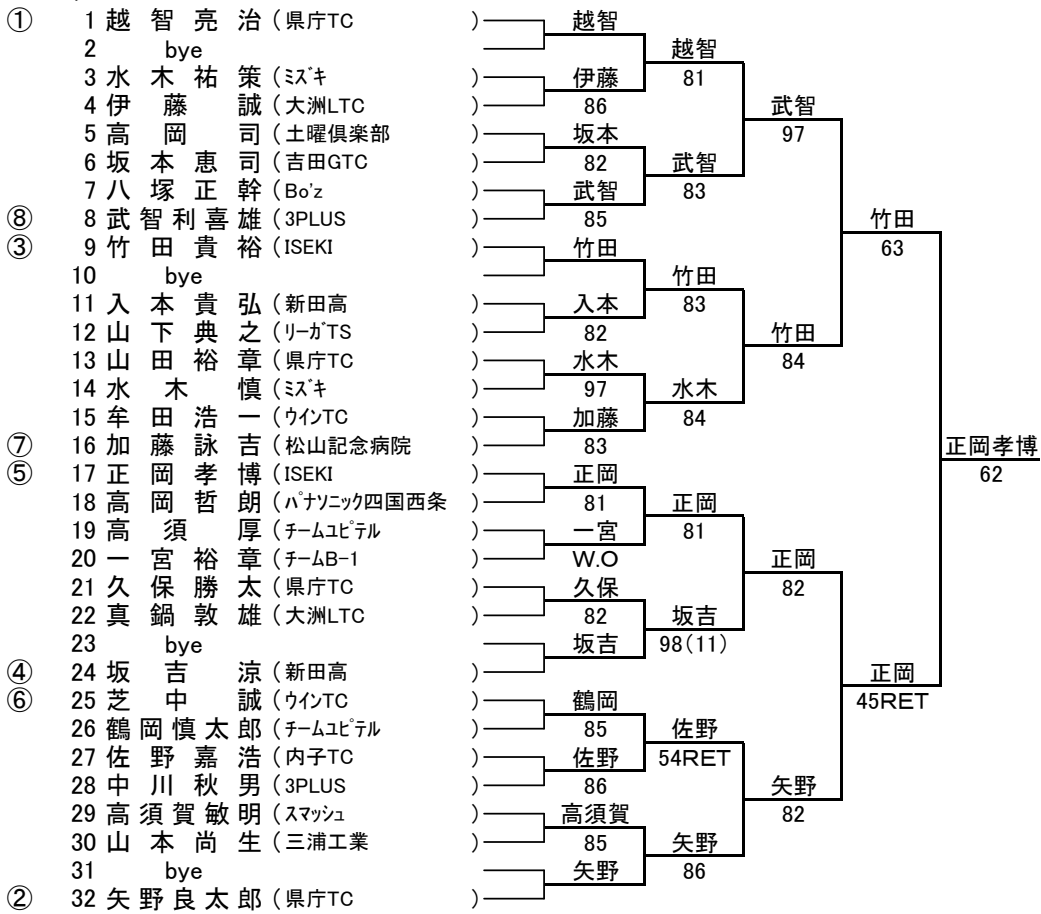 ① 1 越智亮治 (県庁TC ) 越智
2 bye 越智
3 水木祐策 (ミズキ ) 伊藤 81
4 伊藤誠 (大洲LTC ) 86 武智
5 高岡司 (土曜倶楽部 ) 坂本 97
6 坂本恵司 (吉田GTC ) 82 武智
7 八塚正幹 (Bo'z ) 武智 83
⑧ 8 武智利喜雄 (3PLUS ) 85 竹田
③ 9 竹田貴裕 (ISEKI ) 竹田 63
10 bye 竹田
11 入本貴弘 (新田高 ) 入本 83
12 山下典之 (リーガTS ) 82 竹田
13 山田裕章 (県庁TC ) 水木 84
14 水木慎 (ミズキ ) 97 水木
15 牟田浩一 (ウインTC ) 加藤 84
⑦ 16 加藤詠吉 (松山記念病院 ) 83 正岡孝博
⑤ 17 正岡孝博 (ISEKI ) 正岡 62
18 高岡哲朗 (パナソニック四国西条 ) 81 正岡
19 高須厚 (チームユピテル ) 一宮 81
20 一宮裕章 (チームB-1 ) W.O 正岡
21 久保勝太 (県庁TC ) 久保 82
22 真鍋敦雄 (大洲LTC ) 82 坂吉
23 bye 坂吉 98(11)
④ 24 坂吉涼 (新田高 ) 正岡
⑥ 25 芝中誠 (ウインTC ) 鶴岡 45RET
26 鶴岡慎太郎 (チームユピテル ) 85 佐野
27 佐野嘉浩 (内子TC ) 佐野 54RET
28 中川秋男 (3PLUS ) 86 矢野
29 高須賀敏明 (スマッシュ ) 高須賀 82
30 山本尚生 (三浦工業 ) 85 矢野
31 bye 矢野 86
② 32 矢野良太郎 (県庁TC )